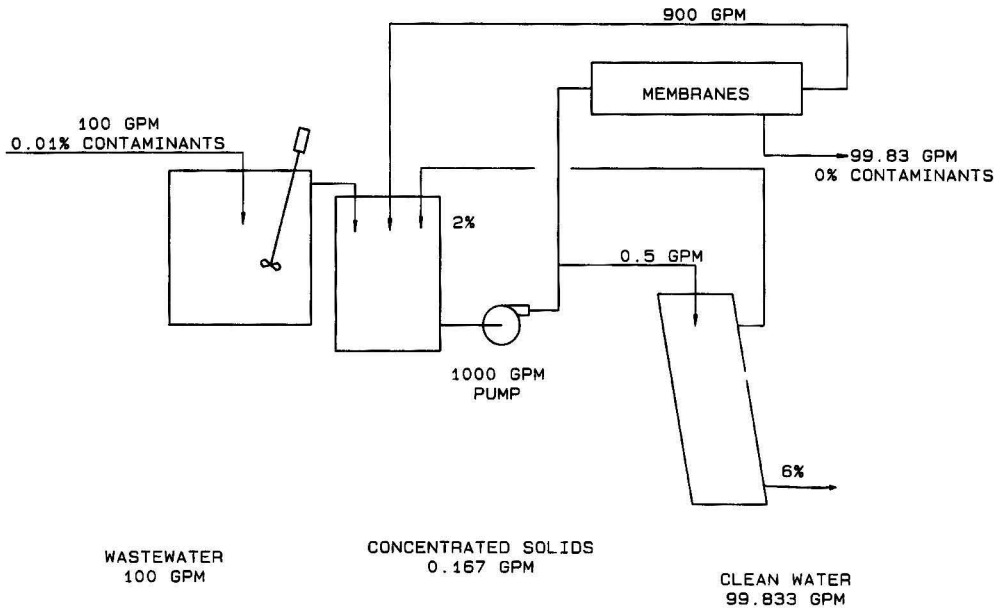 900 GPM
MEMBRANES
100 GPM
0.01% CONTAMINANTS
99.83 GPM
0% CONTAMINANTS
2%
0.5 GPM
1000 GPM
PUMP
6%
WASTEWATER
100 GPM
CONCENTRATED SOLIDS
0.167 GPM
CLEAN WATER
99.833 GPM